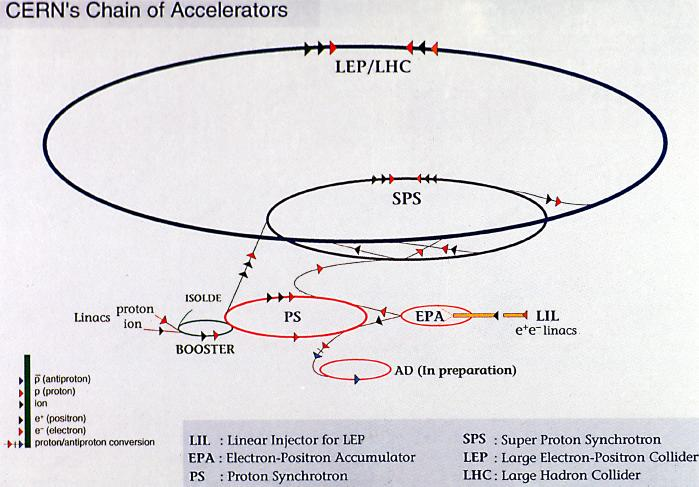 CERN's Chain of Accelerators
LEP/LHC
SPS
ISOLDE
Linacs proton
ion
BOOSTER
PS
EPA
LIL
e+e- linacs
AD (In preparation)
p̄ (antiproton)
p (proton)
ion
e+ (positron)
e- (electron)
proton/antiproton conversion
LIL : Linear Injector for LEP
EPA : Electron-Positron Accumulator
PS : Proton Synchrotron
SPS : Super Proton Synchrotron
LEP : Large Electron-Positron Collider
LHC : Large Hadron Collider